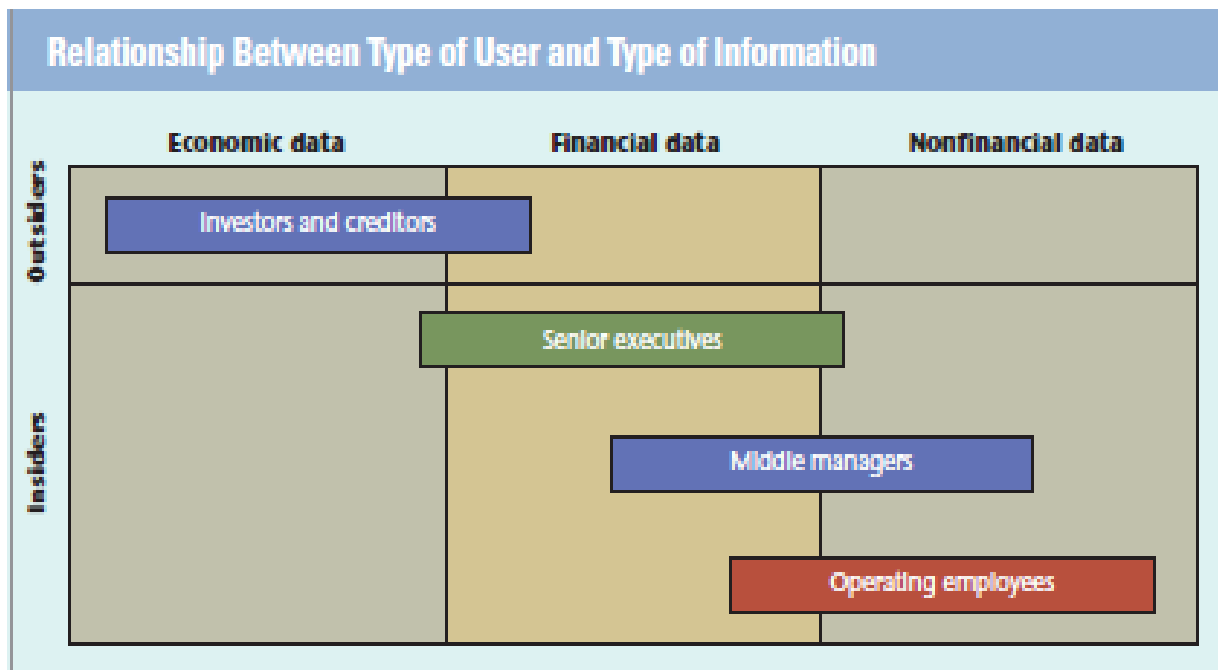 Relationship Between Type of User and Type of Information
Economic data
Financial data
Nonfinancial data
Outsiders
Investors and creditors
Insiders
Senior executives
Middle managers
Operating employees